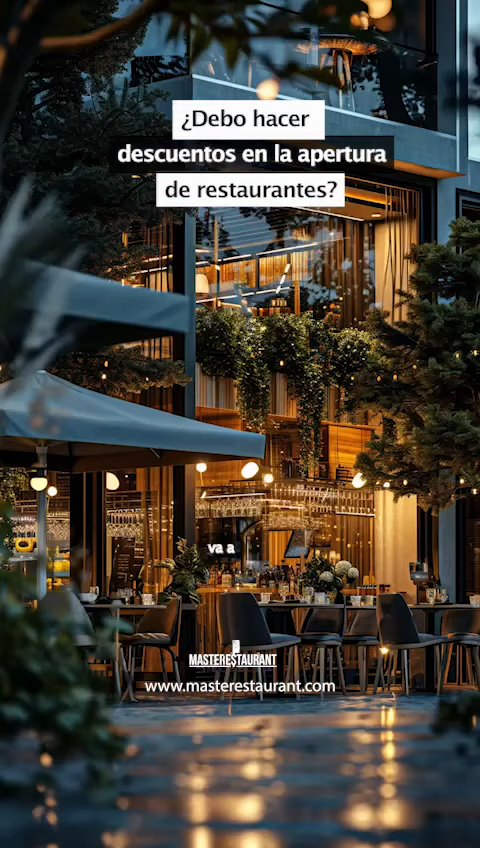 ¿Debo hacer
descuentos en la apertura
de restaurantes?
va a
MASTERESTAURANT
www.masterestaurant.com